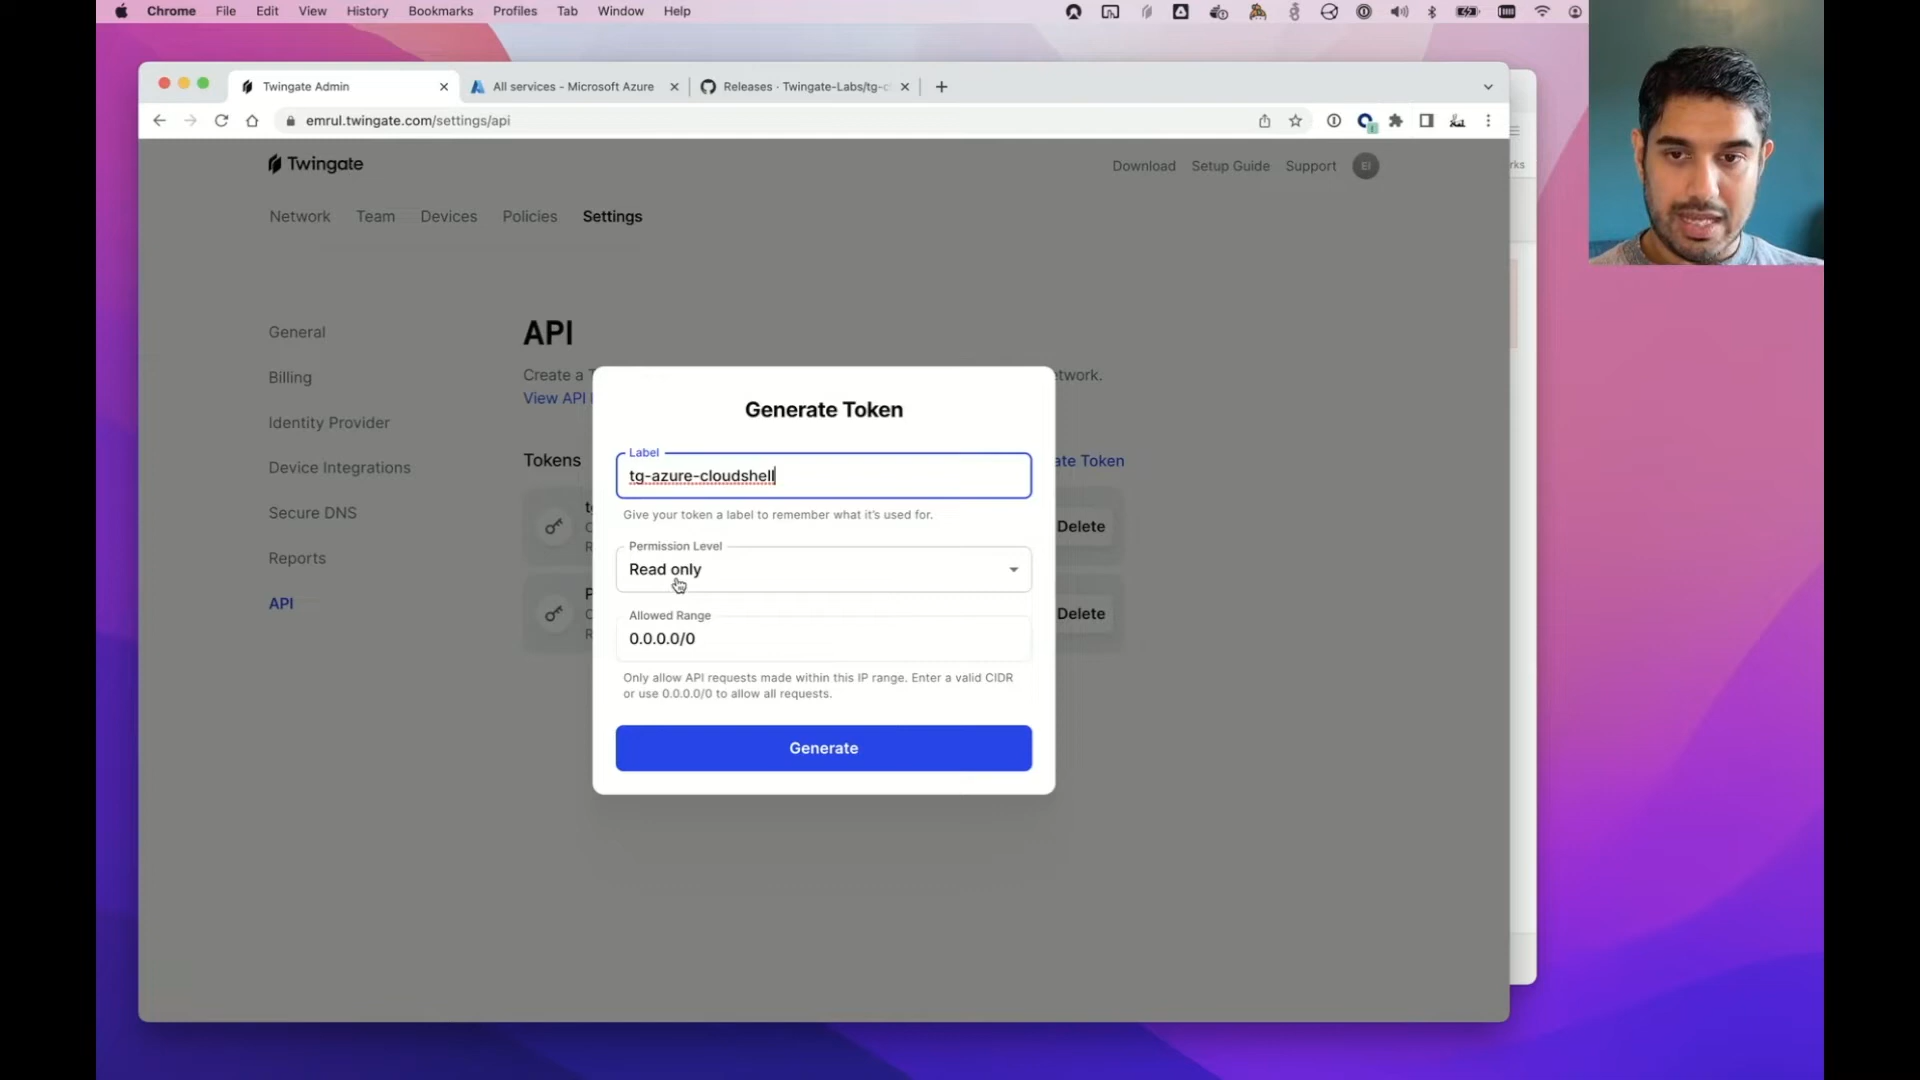 Chrome File Edit View History Bookmarks Profiles Tab Window Help
Twingate Admin
All services - Microsoft Azure
Releases · Twingate-Labs/tg-c
emrul.twingate.com/settings/api
Twingate
Download Setup Guide Support EI
Network Team Devices Policies Settings
General
Billing
Identity Provider
Device Integrations
Secure DNS
Reports
API
API
Create a
etwork.
View API
Tokens
ate Token
Delete
Delete
Generate Token
Label
tg-azure-cloudshell
Give your token a label to remember what it's used for.
Permission Level
Read only
Allowed Range
0.0.0.0/0
Only allow API requests made within this IP range. Enter a valid CIDR
or use 0.0.0.0/0 to allow all requests.
Generate